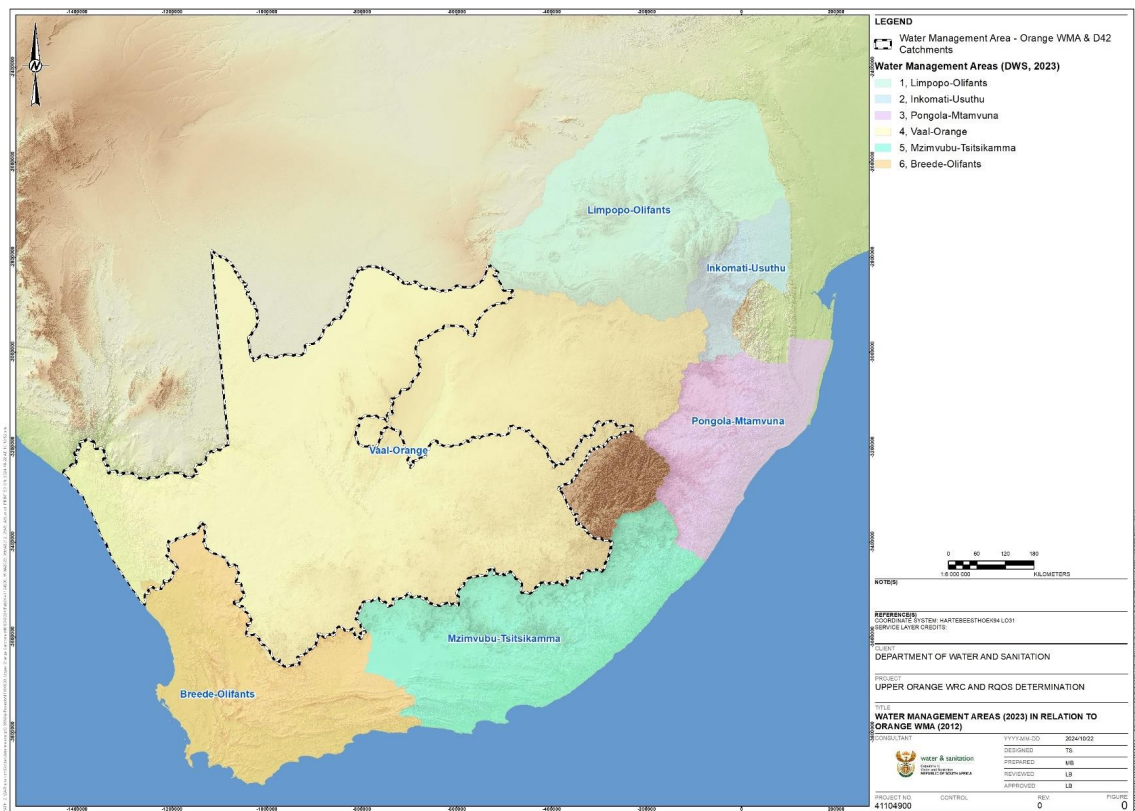 LEGEND
Water Management Area - Orange WMA & D42
Catchments
Water Management Areas (DWS, 2023)
1, Limpopo-Olifants
2, Inkomati-Usuthu
3, Pongola-Mtamvuna
4, Vaal-Orange
5, Mzimvubu-Tsitsikamma
6, Breede-Olifants
N
Limpopo-Olifants
Inkomati-Usuthu
Pongola-Mtamvuna
Vaal-Orange
Mzimvubu-Tsitsikamma
Breede-Olifants
0 60 120 180
1:6 000 000 KILOMETERS
NOTE(S)
REFERENCE(S)
COORDINATE SYSTEM: HARTEBEESTHOEK94 LO31
SERVICE LAYER CREDITS:
CLIENT
DEPARTMENT OF WATER AND SANITATION
PROJECT
UPPER ORANGE WRC AND RQOS DETERMINATION
TITLE
WATER MANAGEMENT AREAS (2023) IN RELATION TO
ORANGE WMA (2012)
CONSULTANT
water & sanitation
Department:
Water and Sanitation
REPUBLIC OF SOUTH AFRICA
YYYY-MM-DD 2024/10/22
DESIGNED TS
PREPARED MB
REVIEWED LB
APPROVED LB
PROJECT NO. CONTROL REV. FIGURE
41104900 0 0